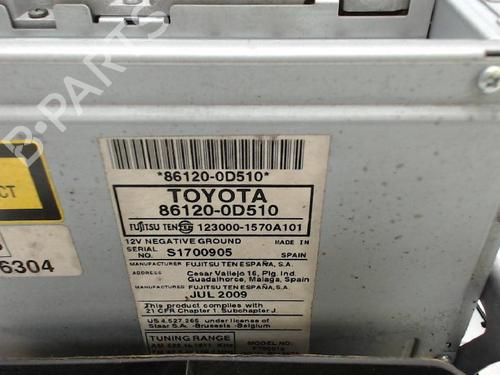 B-PARTS
*86120-0D510*
TOYOTA
86120-0D510
FUJITSU TEN 123000-1570A101
12V NEGATIVE GROUND MADE IN
SERIAL NO. S1700905 SPAIN
MANUFACTURER FUJITSU TEN ESPAÑA, S.A.
ADDRESS Cesar Vallejo 16, Plg. Ind.
Guadalhorce, Malaga, Spain
MANUFACTURER FUJITSU TEN ESPAÑA, S.A.
JUL 2009
This product complies with
21 CFR Chapter 1, Subchapter J.
US 4.527.265 under license of
Staar S.A. -Brussels -Belgium
TUNING RANGE
CT
6304